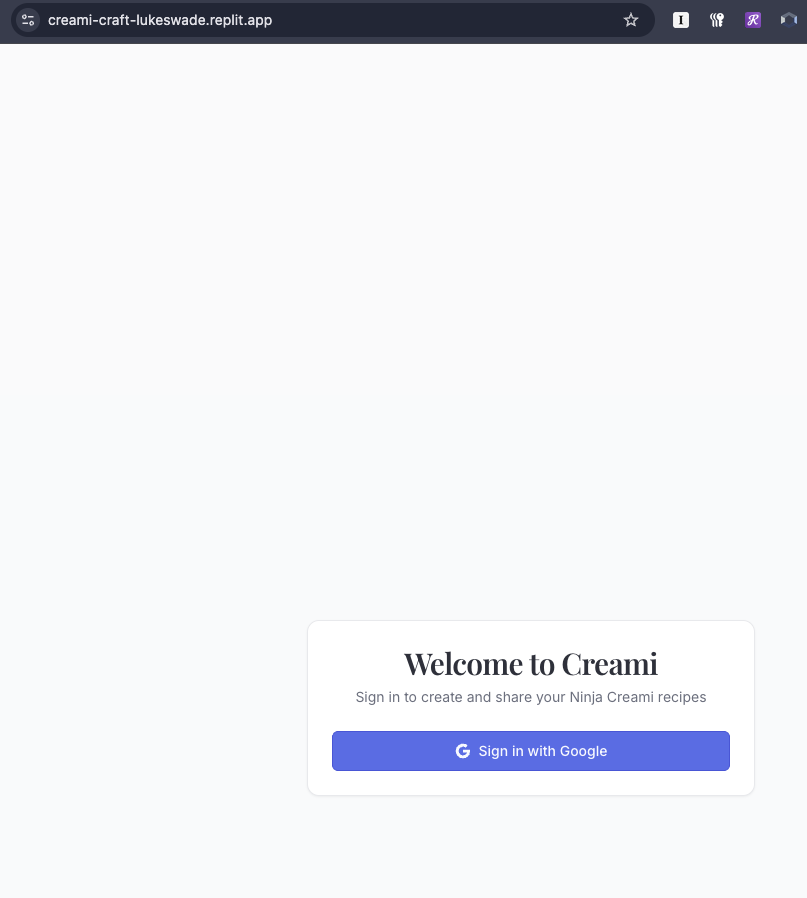 creami-craft-lukeswade.replit.app
I
R
Welcome to Creami
Sign in to create and share your Ninja Creami recipes
G Sign in with Google